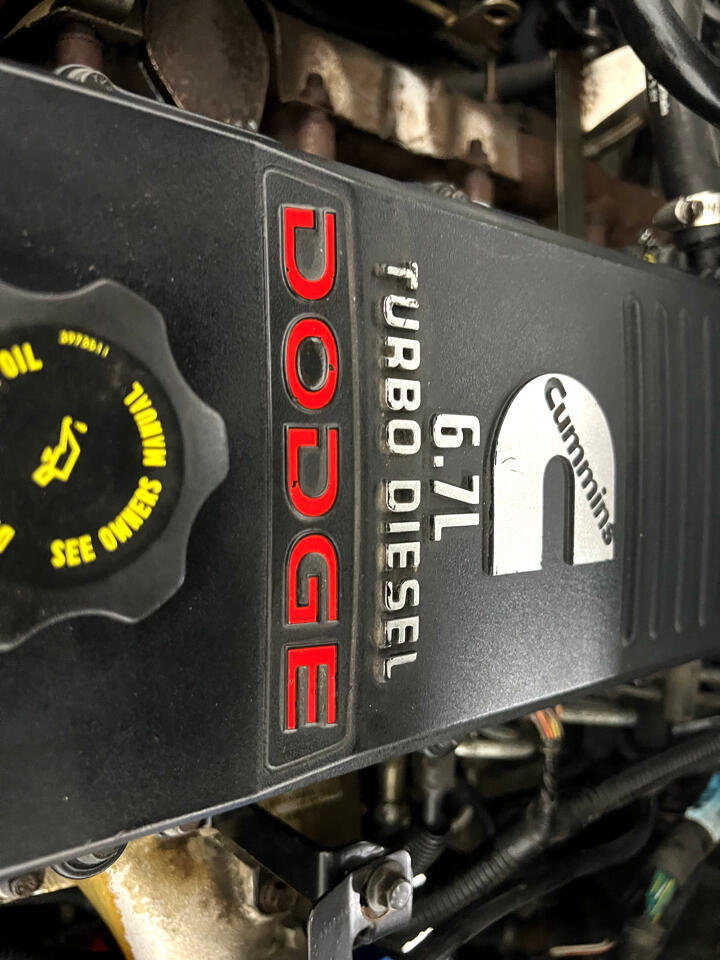 Cummins
6.7L
TURBO DIESEL
DODGE
OIL
SEE OWNERS MANUAL